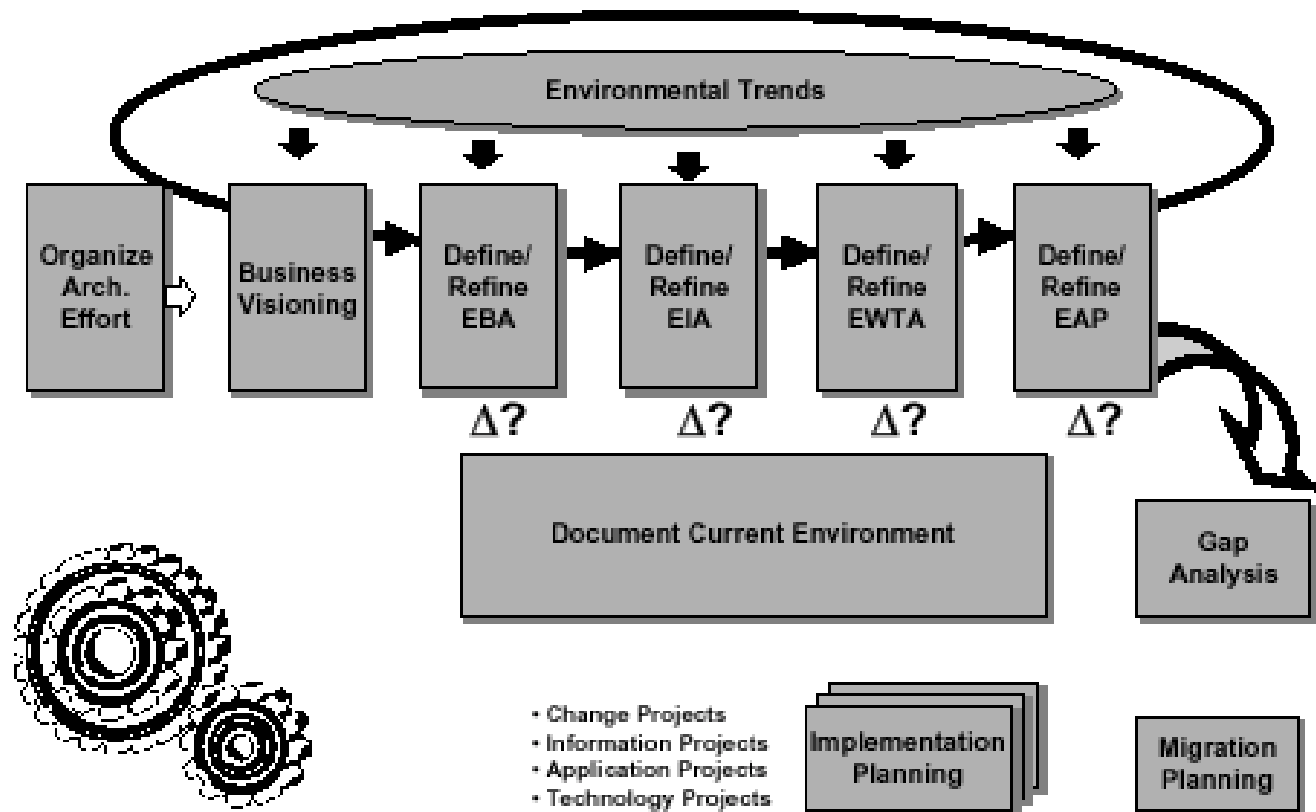 Environmental Trends
Organize
Arch.
Effort
Business
Visioning
Define/
Refine
EBA
Define/
Refine
EIA
Define/
Refine
EWTA
Define/
Refine
EAP
Δ?
Δ?
Δ?
Δ?
Document Current Environment
Gap
Analysis
• Change Projects
• Information Projects
• Application Projects
• Technology Projects
Implementation
Planning
Migration
Planning